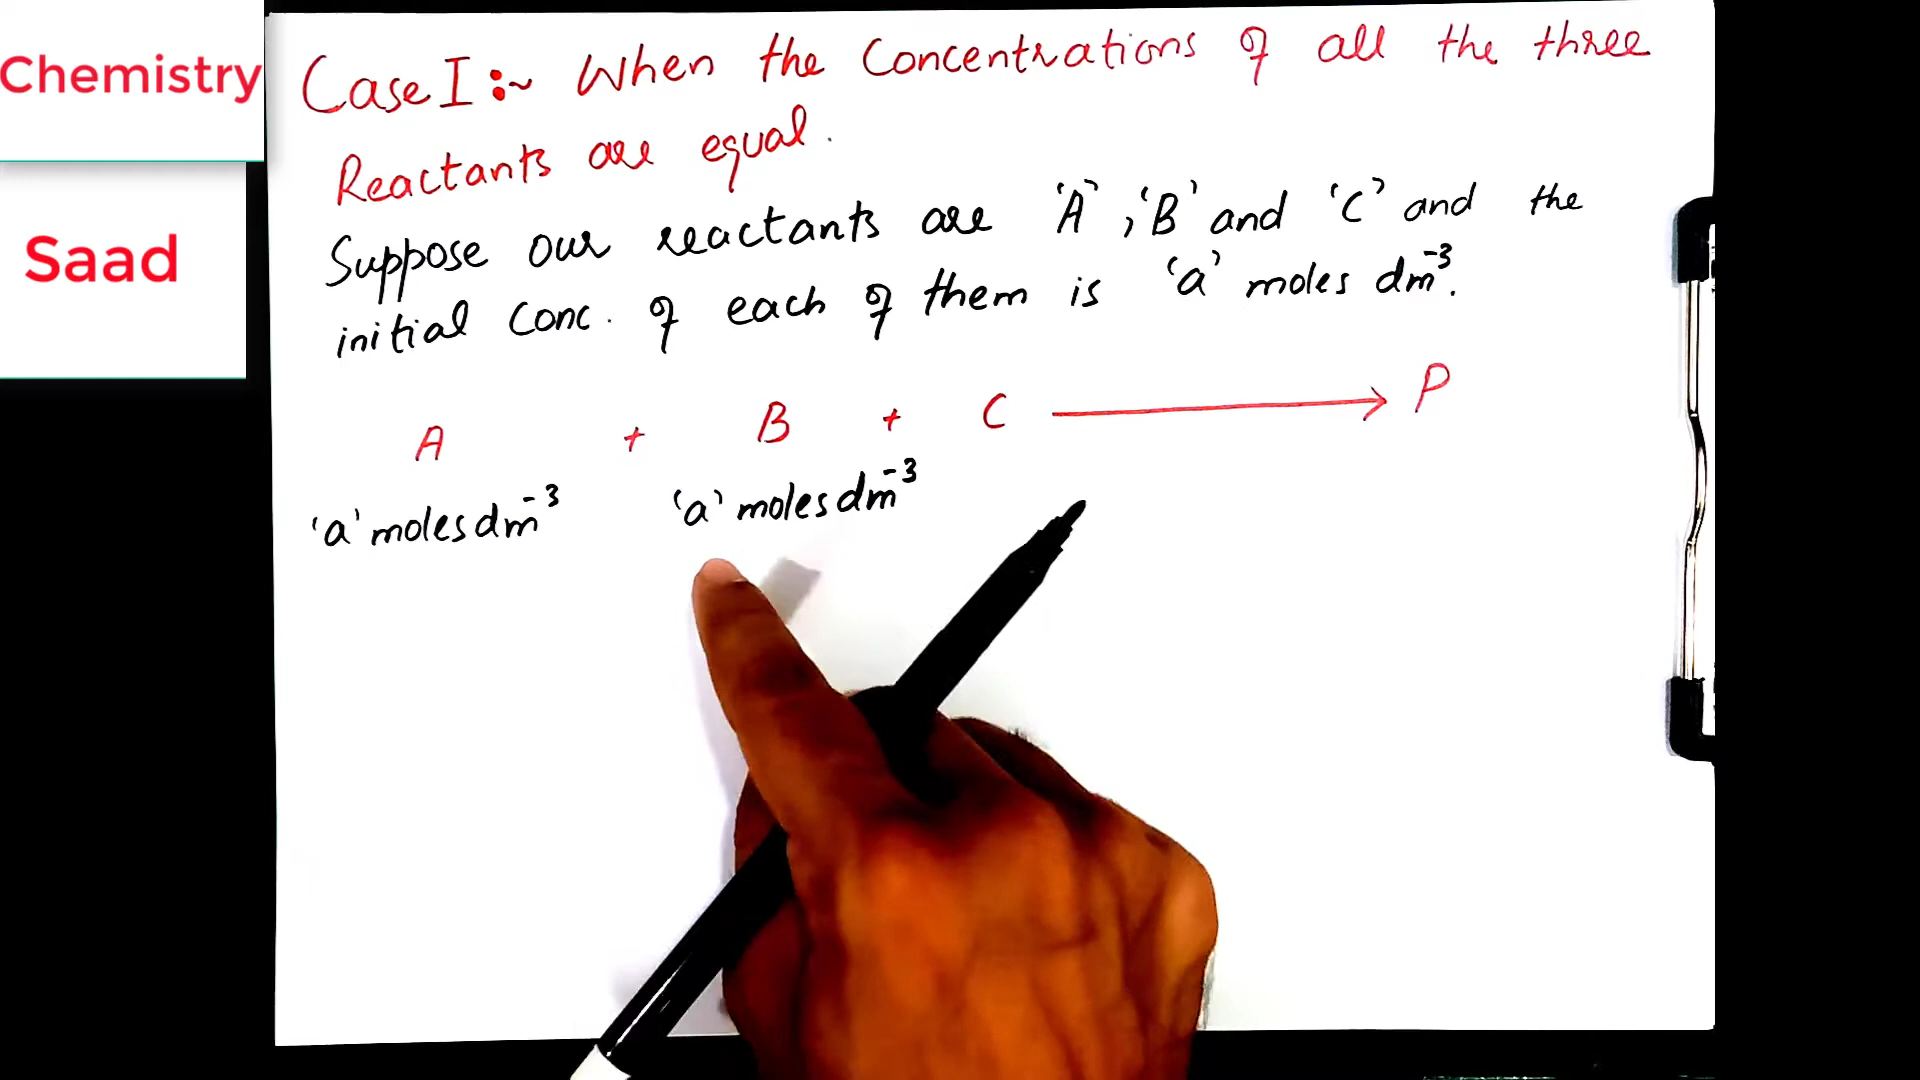 Chemistry
Saad
Case I :~ When the Concentrations of all the three
Reactants are equal.
Suppose our reactants are 'A', 'B' and 'C' and the
initial Conc. of each of them is 'a' moles dm⁻³.
A + B + C ⟶ P
'a' moles dm⁻³ 'a' moles dm⁻³